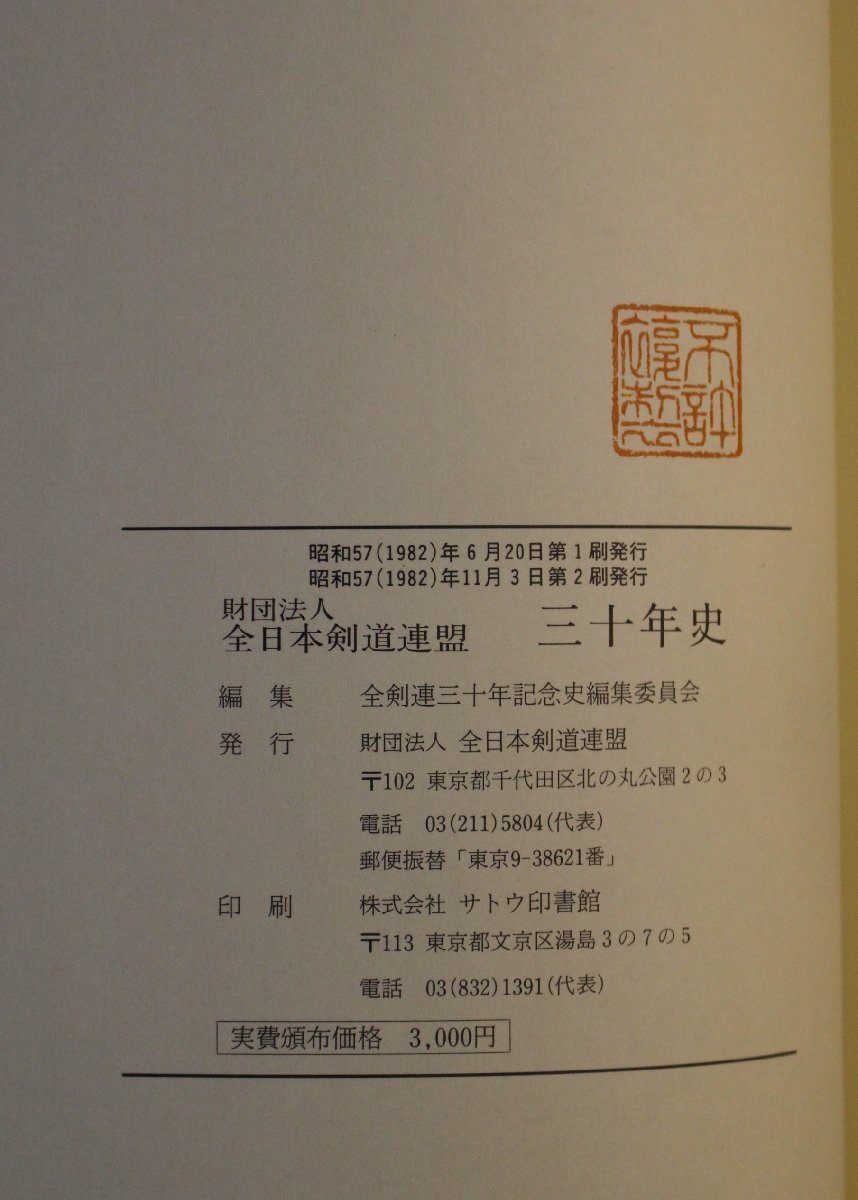 不許
複製
昭和57(1982)年6月20日第1刷発行
昭和57(1982)年11月3日第2刷発行
財団法人
全日本剣道連盟 三十年史
編集 全剣連三十年記念史編集委員会
発行 財団法人 全日本剣道連盟
〒102 東京都千代田区北の丸公園2の3
電話 03(211)5804(代表)
郵便振替「東京9-38621番」
印刷 株式会社 サトウ印書館
〒113 東京都文京区湯島3の7の5
電話 03(832)1391(代表)
実費頒布価格 3,000円